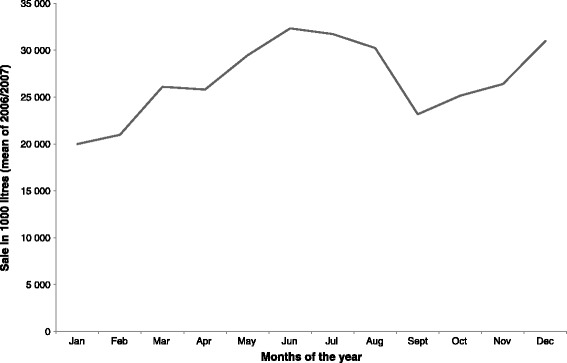 35 000
30 000
25 000
20 000
15 000
10 000
5 000
0
Sale in 1000 litres (mean of 2006/2007)
Jan Feb Mar Apr May Jun Jul Aug Sept Oct Nov Dec
Months of the year